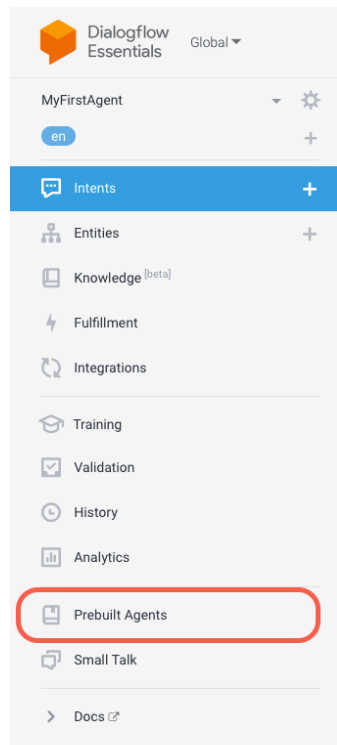 Dialogflow
Essentials
Global
MyFirstAgent
en
Intents
Entities
Knowledge [beta]
Fulfillment
Integrations
Training
Validation
History
Analytics
Prebuilt Agents
Small Talk
Docs